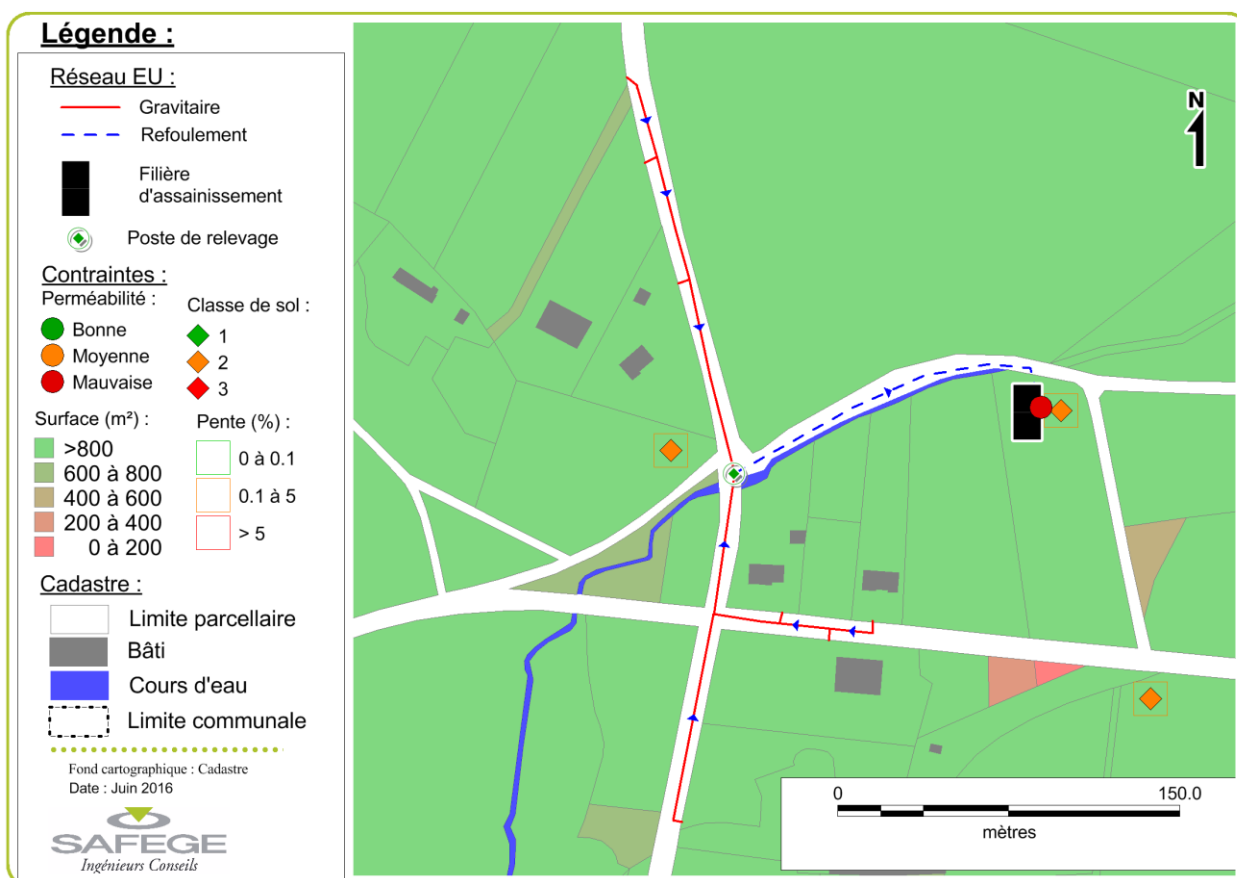 Légende :
Réseau EU :
Gravitaire
Refoulement
Filière
d'assainissement
Poste de relevage
Contraintes :
Perméabilité :
Bonne
Moyenne
Mauvaise
Classe de sol :
1
2
3
Surface (m²) :
>800
600 à 800
400 à 600
200 à 400
0 à 200
Pente (%) :
0 à 0.1
0.1 à 5
> 5
Cadastre :
Limite parcellaire
Bâti
Cours d'eau
Limite communale
Fond cartographique : Cadastre
Date : Juin 2016
SAFEGE
Ingénieurs Conseils
N
0 150.0
mètres